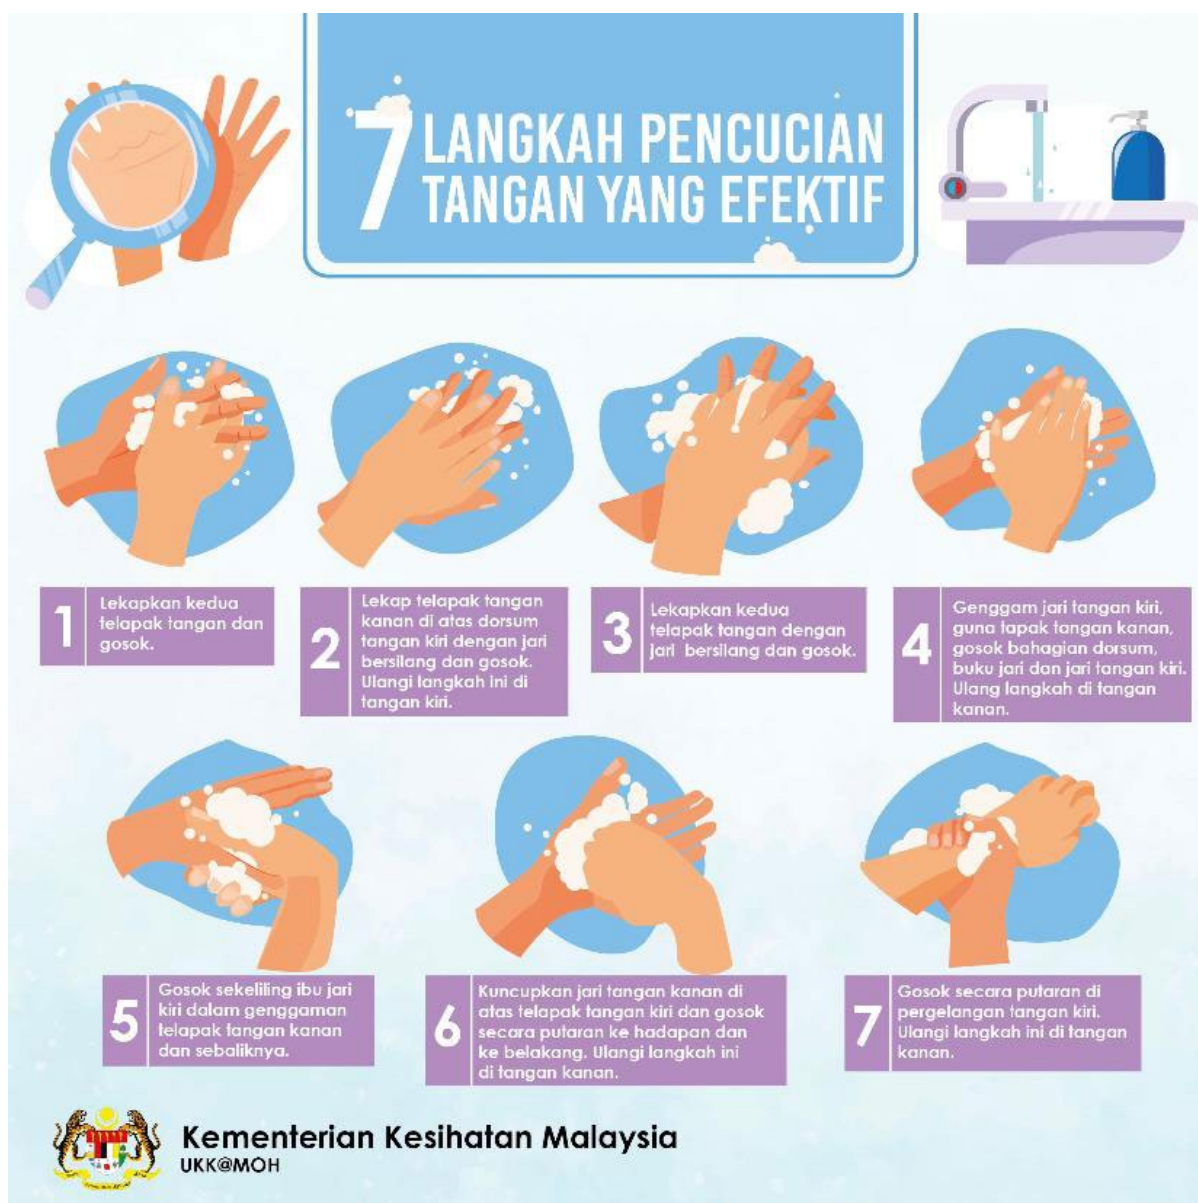 7 LANGKAH PENCUCIAN
TANGAN YANG EFEKTIF
1
Lekapkan kedua
telapak tangan dan
gosok.
2
Lekap telapak tangan
kanan di atas dorsum
tangan kiri dengan jari
bersilang dan gosok.
Ulangi langkah ini di
tangan kiri.
3
Lekapkan kedua
telapak tangan dengan
jari bersilang dan gosok.
4
Genggam jari tangan kiri,
guna tapak tangan kanan,
gosok bahagian dorsum,
buku jari dan jari tangan kiri.
Ulang langkah di tangan
kanan.
5
Gosok sekeliling ibu jari
kiri dalam genggaman
telapak tangan kanan
dan sebaliknya.
6
Kuncupkan jari tangan kanan di
atas telapak tangan kiri dan gosok
secara putaran ke hadapan dan
ke belakang. Ulangi langkah ini
di tangan kanan.
7
Gosok secara putaran di
pergelangan tangan kiri.
Ulangi langkah ini di tangan
kanan.
Kementerian Kesihatan Malaysia
UKK@MOH